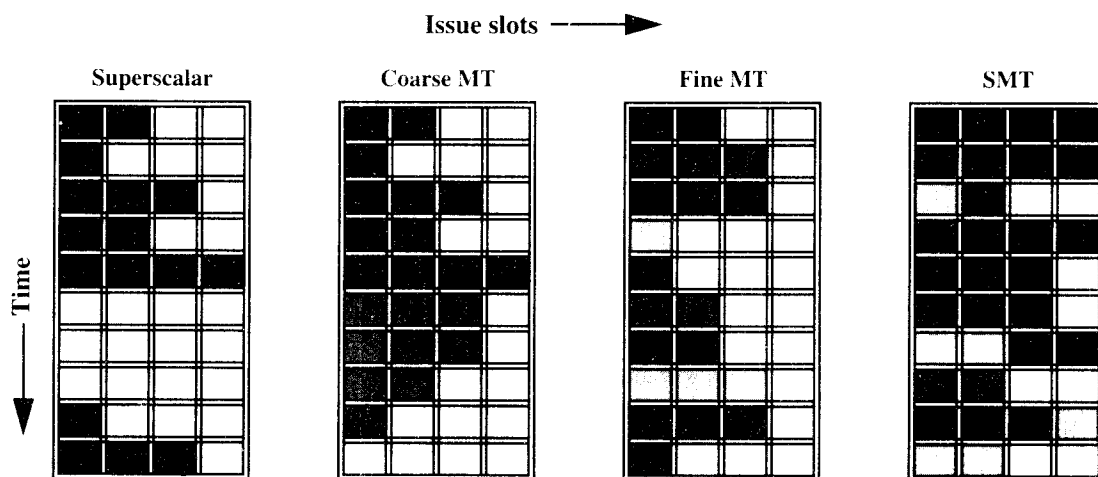 Issue slots
Superscalar
Coarse MT
Fine MT
SMT
Time